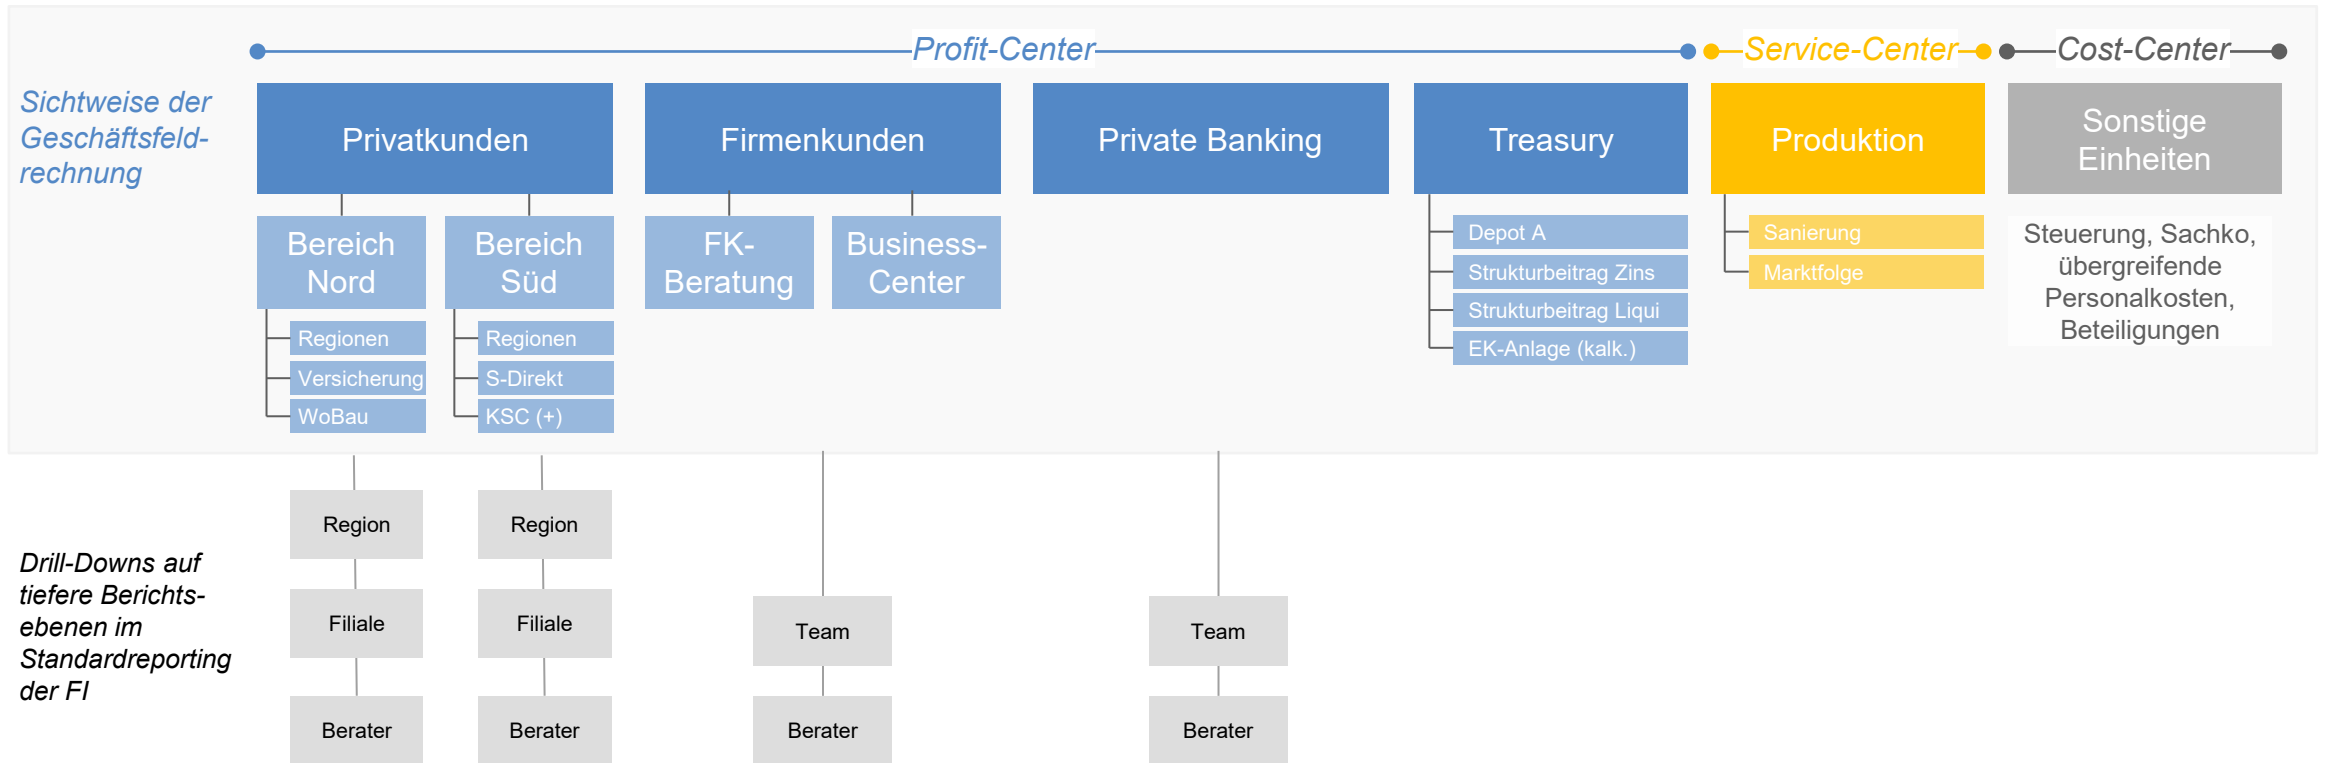 Profit-Center
Service-Center
Cost-Center
Sichtweise der
Geschäftsfeld-
rechnung
Privatkunden
Firmenkunden
Private Banking
Treasury
Produktion
Sonstige
Einheiten
Bereich
Nord
Bereich
Süd
FK-
Beratung
Business-
Center
Regionen
Versicherung
WoBau
Regionen
S-Direkt
KSC (+)
Depot A
Strukturbeitrag Zins
Strukturbeitrag Liqui
EK-Anlage (kalk.)
Sanierung
Marktfolge
Steuerung, Sachko,
übergreifende
Personalkosten,
Beteiligungen
Drill-Downs auf
tiefere Berichts-
ebenen im
Standardreporting
der FI
Region
Filiale
Berater
Region
Filiale
Berater
Team
Berater
Team
Berater